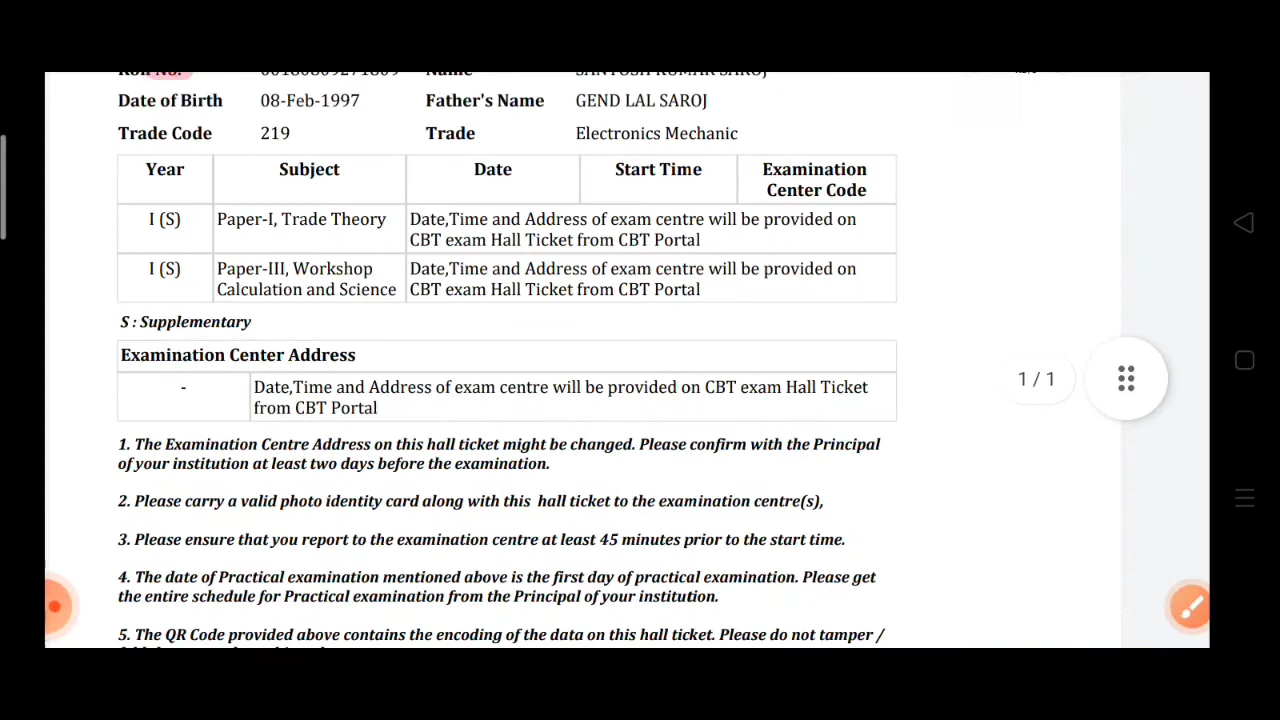 Roll No. Name SANTOSH KUMAR SAROJ
Date of Birth 08-Feb-1997 Father's Name GEND LAL SAROJ
Trade Code 219 Trade Electronics Mechanic
Year Subject Date Start Time Examination Center Code
I (S) Paper-I, Trade Theory Date,Time and Address of exam centre will be provided on
CBT exam Hall Ticket from CBT Portal
I (S) Paper-III, Workshop Calculation and Science Date,Time and Address of exam centre will be provided on
CBT exam Hall Ticket from CBT Portal
S : Supplementary
Examination Center Address
- Date,Time and Address of exam centre will be provided on CBT exam Hall Ticket
from CBT Portal
1 / 1
1. The Examination Centre Address on this hall ticket might be changed. Please confirm with the Principal
of your institution at least two days before the examination.
2. Please carry a valid photo identity card along with this hall ticket to the examination centre(s),
3. Please ensure that you report to the examination centre at least 45 minutes prior to the start time.
4. The date of Practical examination mentioned above is the first day of practical examination. Please get
the entire schedule for Practical examination from the Principal of your institution.
5. The QR Code provided above contains the encoding of the data on this hall ticket. Please do not tamper /